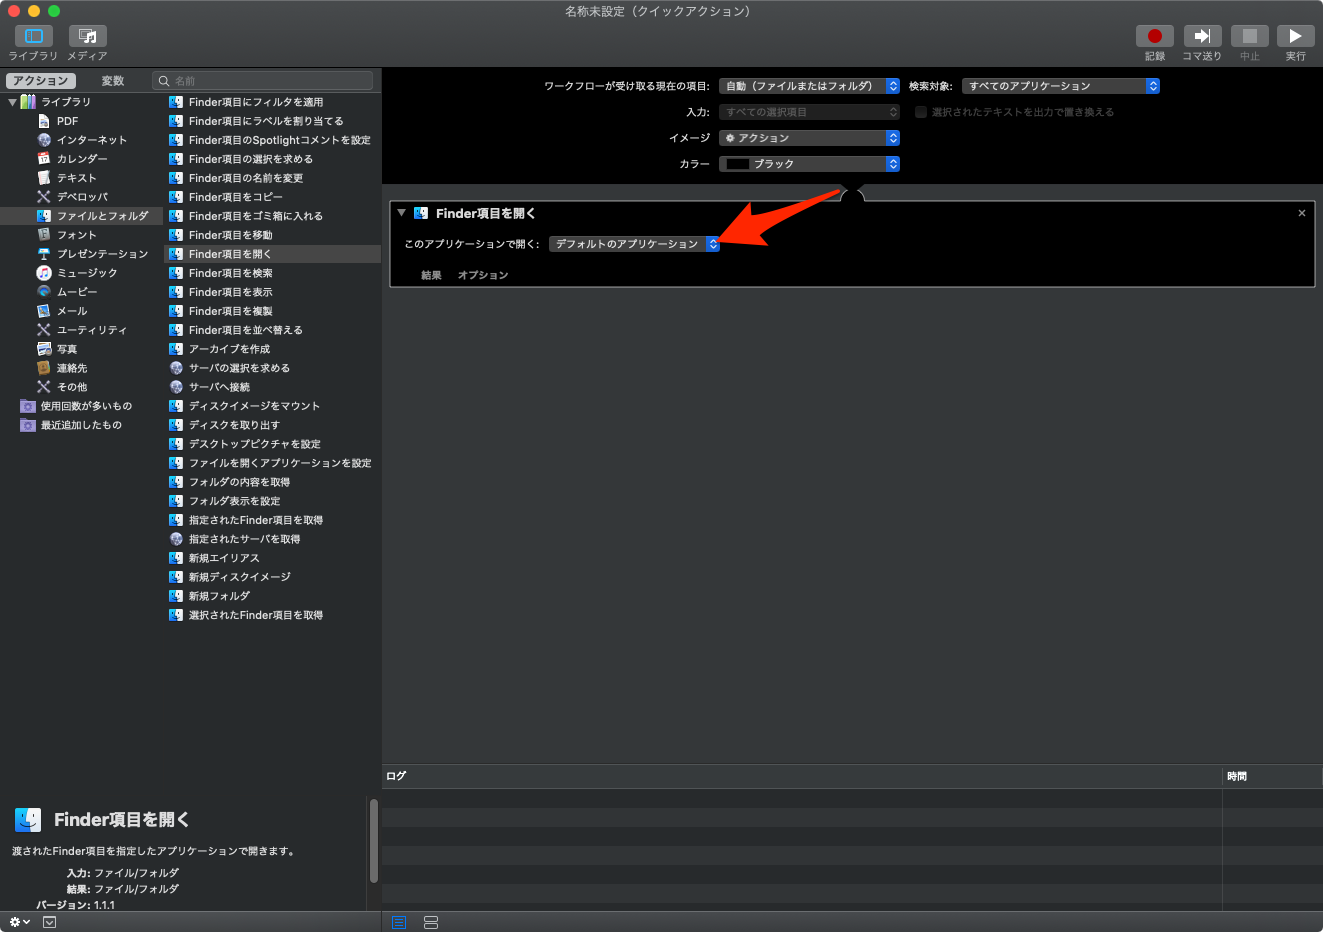 名称未設定（クイックアクション）
ライブラリ
メディア
記録
コマ送り
中止
実行
アクション
変数
名前
ライブラリ
PDF
インターネット
カレンダー
テキスト
デベロッパ
ファイルとフォルダ
フォント
プレゼンテーション
ミュージック
ムービー
メール
ユーティリティ
写真
連絡先
その他
使用回数が多いもの
最近追加したもの
Finder項目にフィルタを適用
Finder項目にラベルを割り当てる
Finder項目のSpotlightコメントを設定
Finder項目の選択を求める
Finder項目の名前を変更
Finder項目をコピー
Finder項目をゴミ箱に入れる
Finder項目を移動
Finder項目を開く
Finder項目を検索
Finder項目を表示
Finder項目を複製
Finder項目を並べ替える
アーカイブを作成
サーバの選択を求める
サーバへ接続
ディスクイメージをマウント
ディスクを取り出す
デスクトップピクチャを設定
ファイルを開くアプリケーションを設定
フォルダの内容を取得
フォルダ表示を設定
指定されたFinder項目を取得
指定されたサーバを取得
新規エイリアス
新規ディスクイメージ
新規フォルダ
選択されたFinder項目を取得
ワークフローが受け取る現在の項目: 自動（ファイルまたはフォルダ） 検索対象: すべてのアプリケーション
入力: すべての選択項目 選択されたテキストを出力で置き換える
イメージ アクション
カラー ブラック
Finder項目を開く
このアプリケーションで開く: デフォルトのアプリケーション
結果 オプション
ログ 時間
Finder項目を開く
渡されたFinder項目を指定したアプリケーションで開きます。
入力: ファイル/フォルダ
結果: ファイル/フォルダ
バージョン: 1.1.1